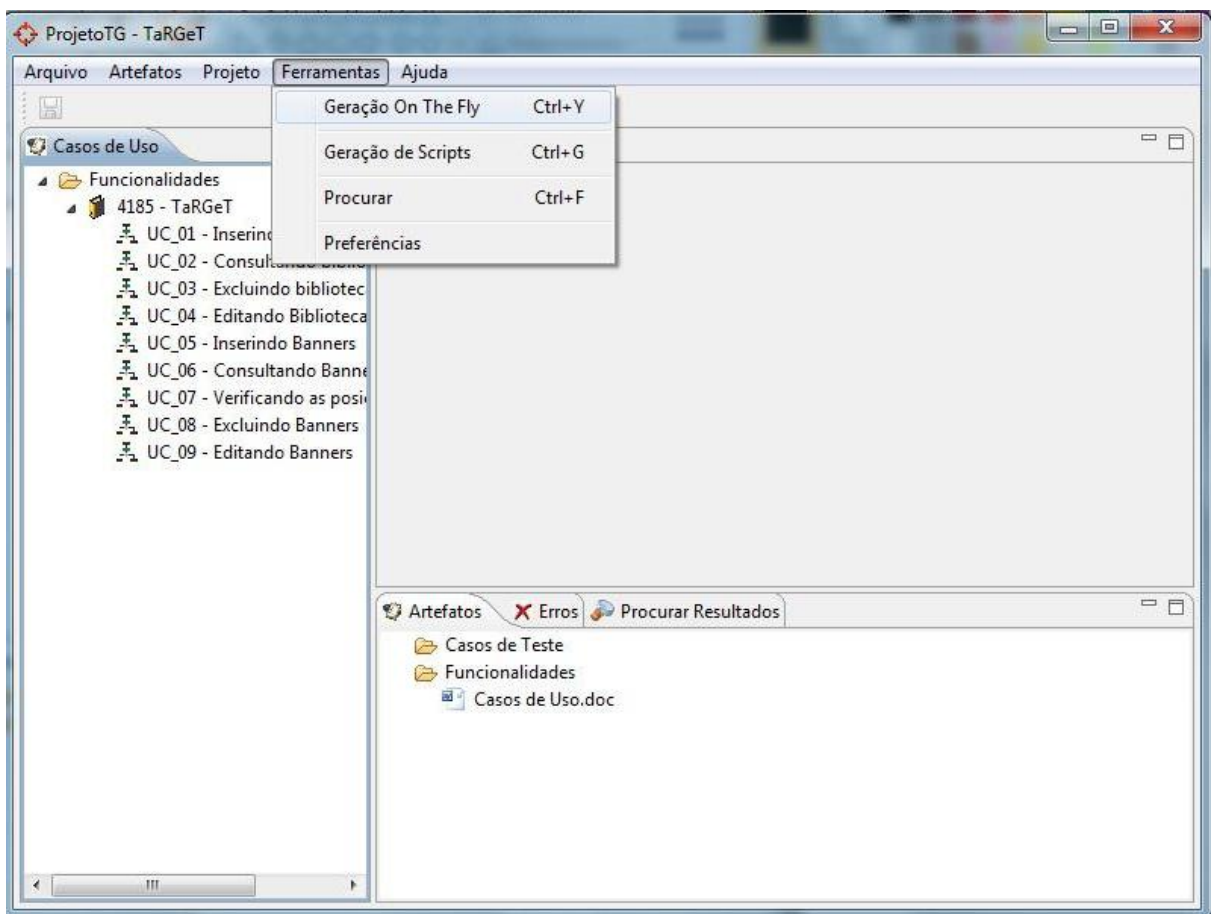 ProjetoTG - TaRGeT
Arquivo Artefatos Projeto Ferramentas Ajuda
Geração On The Fly Ctrl+Y
Geração de Scripts Ctrl+G
Procurar Ctrl+F
Preferências
Casos de Uso
Funcionalidades
4185 - TaRGeT
UC_01 - Inserind
UC_02 - Consul
UC_03 - Excluindo bibliotec
UC_04 - Editando Biblioteca
UC_05 - Inserindo Banners
UC_06 - Consultando Banne
UC_07 - Verificando as posi
UC_08 - Excluindo Banners
UC_09 - Editando Banners
Artefatos Erros Procurar Resultados
Casos de Teste
Funcionalidades
Casos de Uso.doc